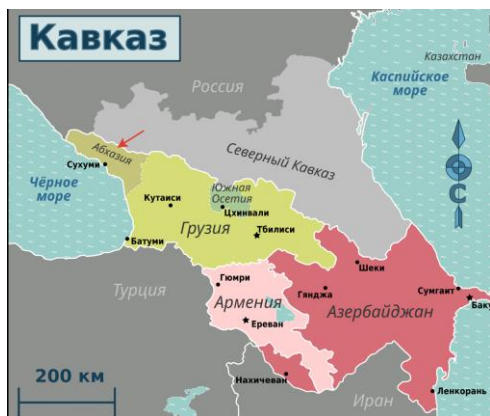 Кавказ
Россия
Казахстан
Каспийское
море
Абхазия
Северный Кавказ
Сухуми
Чёрное
море
Южная
Осетия
Кутаиси
Цхинвали
Грузия
Тбилиси
Батуми
Шеки
Турция
Гюмри
Гянджа
Сумгаит
Армения
Азербайджан
Баку
Ереван
200 км
Нахичеван
Иран
Ленкорань
С